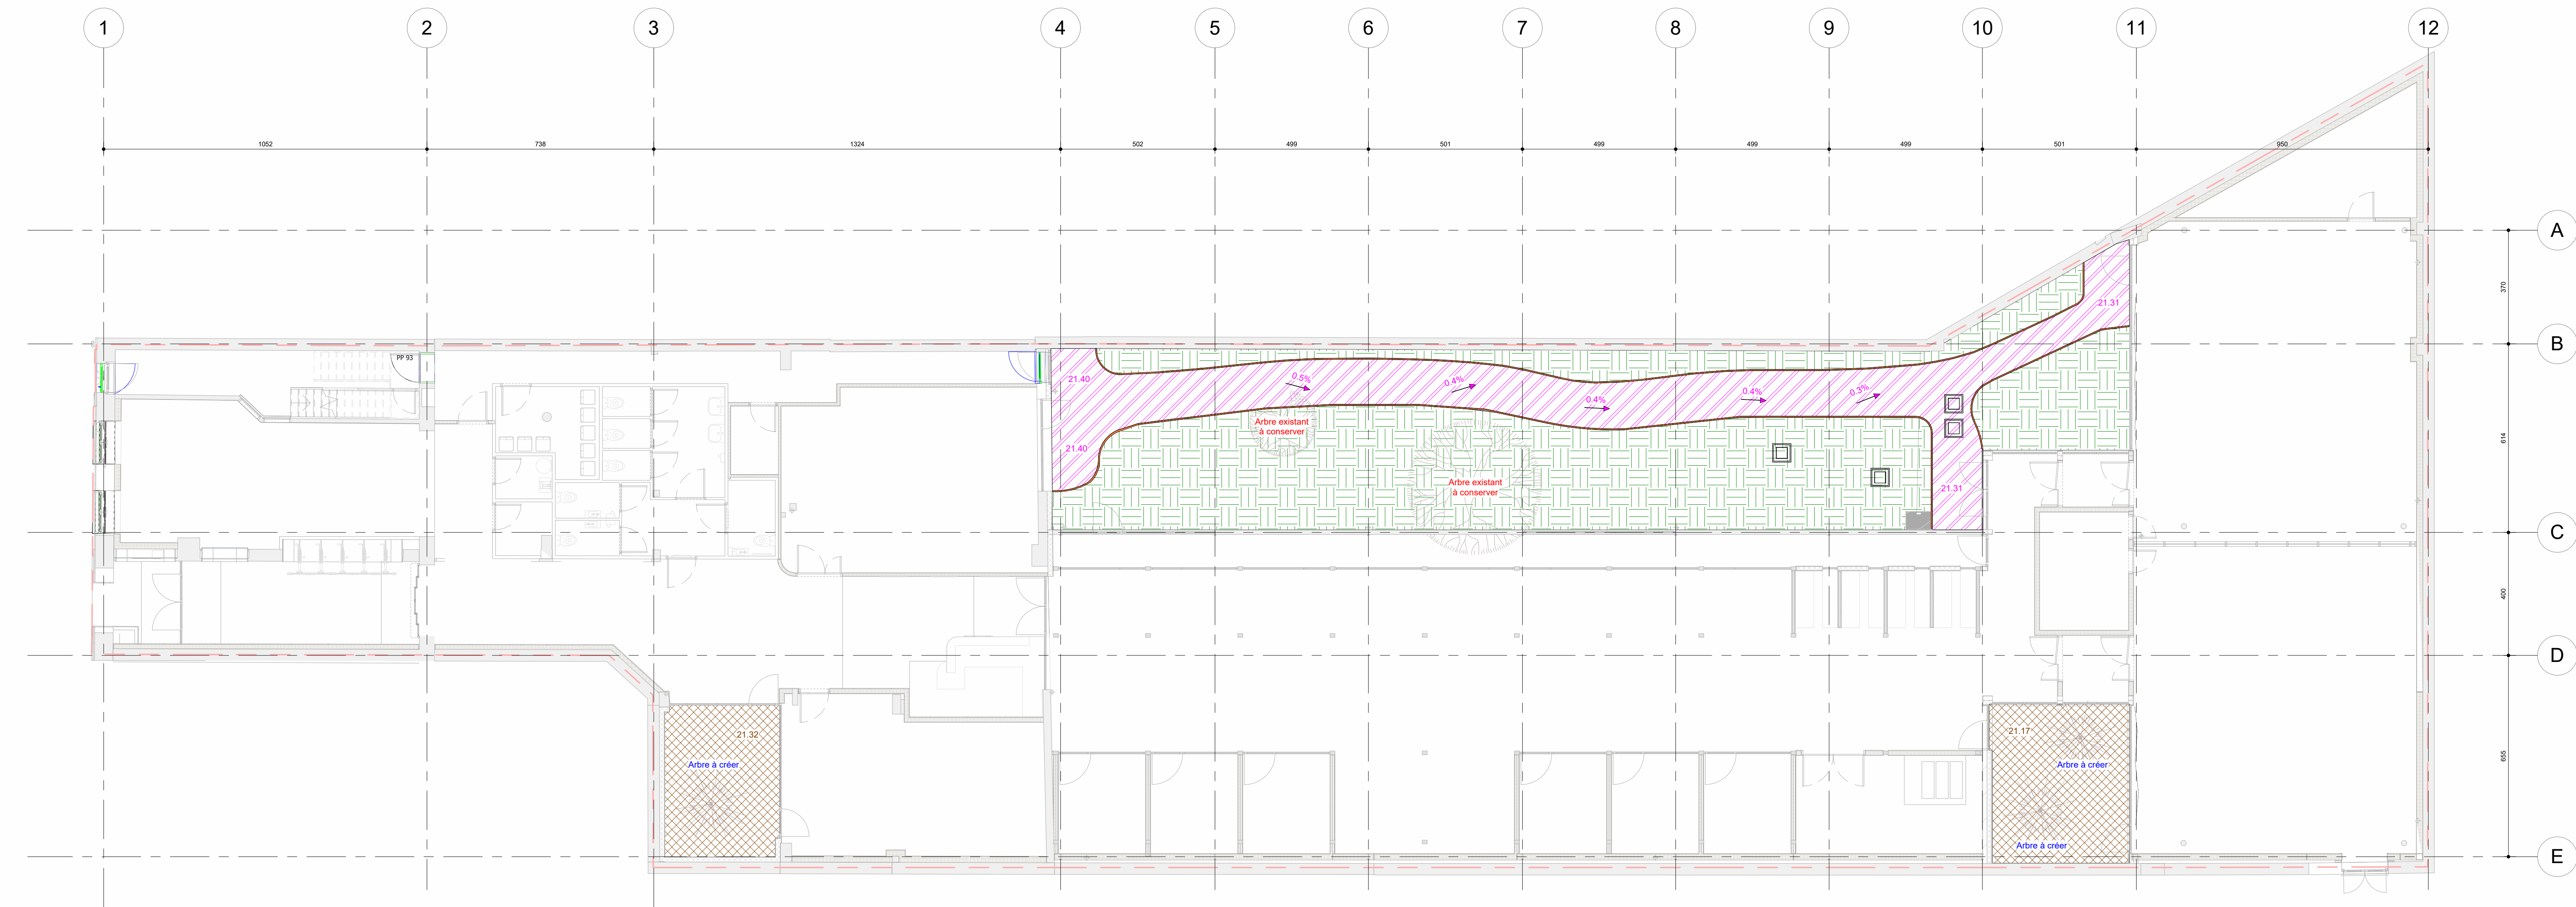 1 2 3 4 5 6 7 8 9 10 11 12
1052 738 1324 502 499 501 499 499 499 501 950
A
370
21.31
B
PP 93
21.40
0.5%
0.4%
0.4%
0.4%
0.3%
Arbre existant
à conserver
614
21.40
Arbre existant
à conserver
21.31
C
400
D
21.32
21.17
655
Arbre à créer
Arbre à créer
Arbre à créer
E